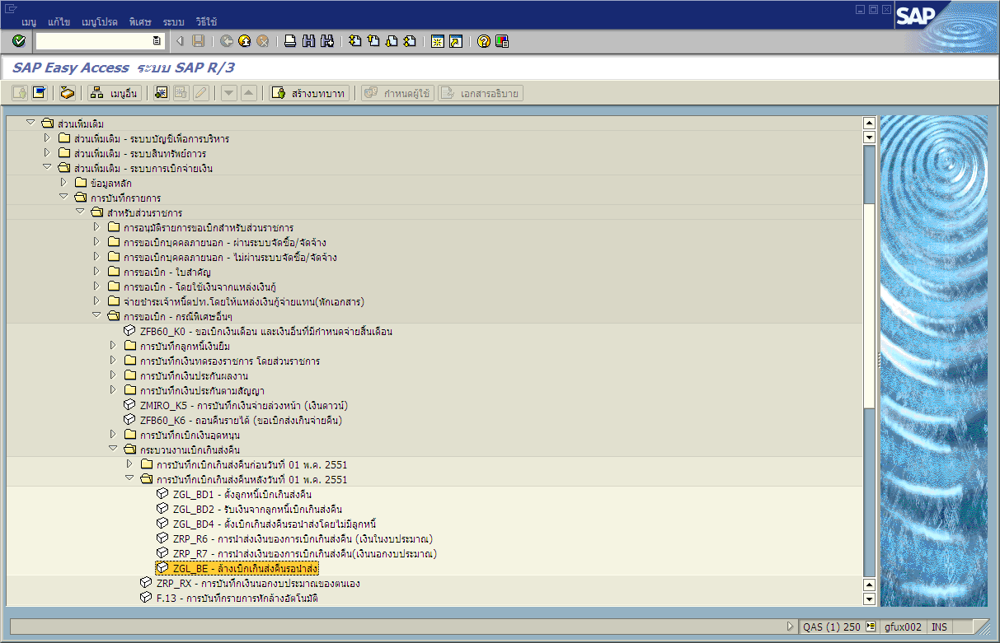 เมนู แก้ไข เมนูโปรด พิเศษ ระบบ วิธีใช้
SAP
SAP Easy Access ระบบ SAP R/3
เมนูอื่น สร้างบทบาท กำหนดผู้ใช้ เอกสารอธิบาย
ส่วนเพิ่มเติม
ส่วนเพิ่มเติม - ระบบบัญชีเพื่อการบริหาร
ส่วนเพิ่มเติม - ระบบสินทรัพย์ถาวร
ส่วนเพิ่มเติม - ระบบการเบิกจ่ายเงิน
ข้อมูลหลัก
การบันทึกรายการ
สำหรับส่วนราชการ
การอนุมัติรายการขอเบิกสำหรับส่วนราชการ
การขอเบิกบุคคลภายนอก - ผ่านระบบจัดซื้อ/จัดจ้าง
การขอเบิกบุคคลภายนอก - ไม่ผ่านระบบจัดซื้อ/จัดจ้าง
การขอเบิก - ใบสำคัญ
การขอเบิก - โดยใช้เงินจากแหล่งเงินกู้
จ่ายชำระเจ้าหนี้ตปท.โดยให้แหล่งเงินกู้จ่ายแทน(พักเอกสาร)
การขอเบิก - กรณีพิเศษอื่นๆ
ZFB60_K0 - ขอเบิกเงินเดือน และเงินอื่นที่มีกำหนดจ่ายสิ้นเดือน
การบันทึกลูกหนี้เงินยืม
การบันทึกเงินทดรองราชการ โดยส่วนราชการ
การบันทึกเงินประกันผลงาน
การบันทึกเงินประกันตามสัญญา
ZMIRO_K5 - การบันทึกเงินจ่ายล่วงหน้า (เงินดาวน์)
ZFB60_K6 - ถอนคืนรายได้ (ขอเบิกส่งเกินจ่ายคืน)
การบันทึกเบิกเงินอุดหนุน
กระบวนงานเบิกเกินส่งคืน
การบันทึกเบิกเกินส่งคืนก่อนวันที่ 01 พ.ค. 2551
การบันทึกเบิกเกินส่งคืนหลังวันที่ 01 พ.ค. 2551
ZGL_BD1 - ตั้งลูกหนี้เบิกเกินส่งคืน
ZGL_BD2 - รับเงินจากลูกหนี้เบิกเกินส่งคืน
ZGL_BD4 - ตั้งเบิกเกินส่งคืนรอนำส่งโดยไม่มีลูกหนี้
ZRP_R6 - การนำส่งเงินของการเบิกเกินส่งคืน (เงินในงบประมาณ)
ZRP_R7 - การนำส่งเงินของการเบิกเกินส่งคืน(เงินนอกงบประมาณ)
ZGL_BE - ล้างเบิกเกินส่งคืนรอนำส่ง
ZRP_RX - การบันทึกเงินนอกงบประมาณของตนเอง
F.13 - การบันทึกรายการหักล้างอัตโนมัติ
QAS (1) 250 gfux002 INS